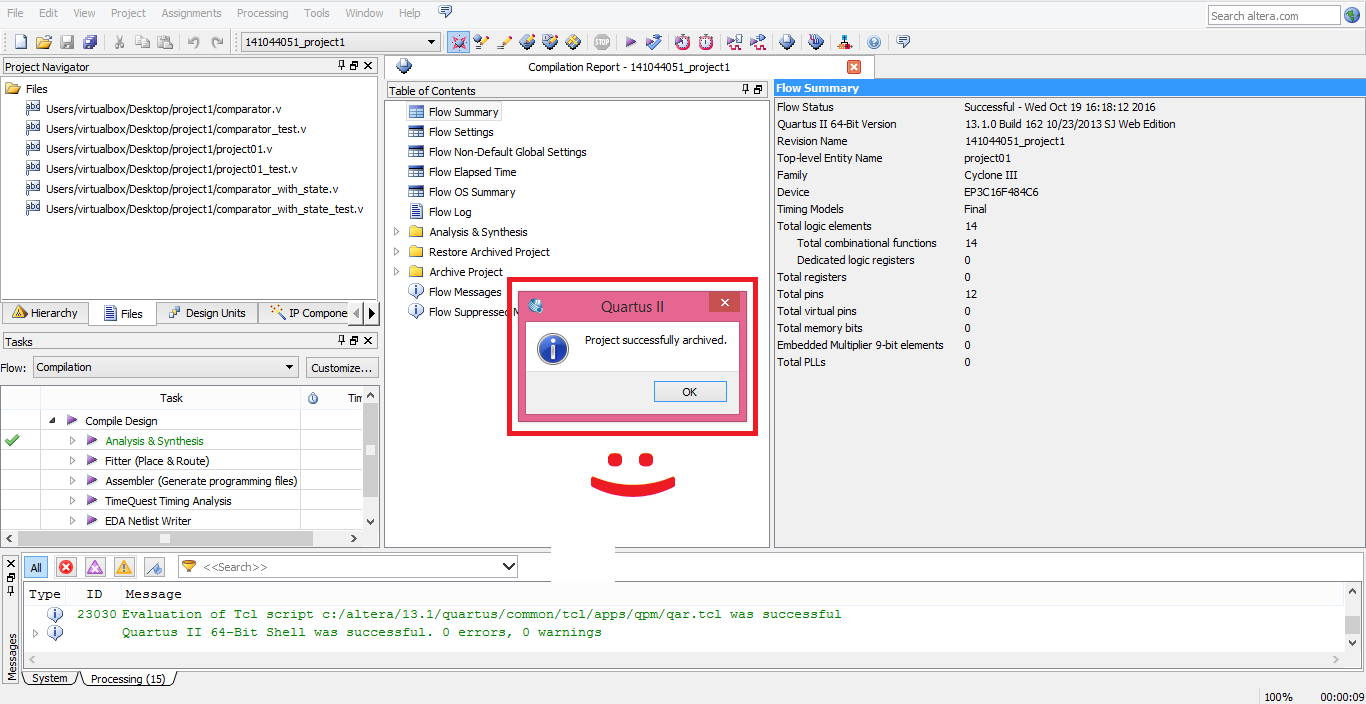 File Edit View Project Assignments Processing Tools Window Help
Search altera.com
141044051_project1
Project Navigator
Files
Users/virtualbox/Desktop/project1/comparator.v
Users/virtualbox/Desktop/project1/comparator_test.v
Users/virtualbox/Desktop/project1/project01.v
Users/virtualbox/Desktop/project1/project01_test.v
Users/virtualbox/Desktop/project1/comparator_with_state.v
Users/virtualbox/Desktop/project1/comparator_with_state_test.v
Hierarchy Files Design Units IP Compone
Tasks
Flow: Compilation Customize...
Task Tim
Compile Design
Analysis & Synthesis
Fitter (Place & Route)
Assembler (Generate programming files)
TimeQuest Timing Analysis
EDA Netlist Writer
Compilation Report - 141044051_project1
Table of Contents
Flow Summary
Flow Settings
Flow Non-Default Global Settings
Flow Elapsed Time
Flow OS Summary
Flow Log
Analysis & Synthesis
Restore Archived Project
Archive Project
Flow Messages
Flow Suppressed M
Quartus II
Project successfully archived.
OK
Flow Summary
Flow Status Successful - Wed Oct 19 16:18:12 2016
Quartus II 64-Bit Version 13.1.0 Build 162 10/23/2013 SJ Web Edition
Revision Name 141044051_project1
Top-level Entity Name project01
Family Cyclone III
Device EP3C16F484C6
Timing Models Final
Total logic elements 14
Total combinational functions 14
Dedicated logic registers 0
Total registers 0
Total pins 12
Total virtual pins 0
Total memory bits 0
Embedded Multiplier 9-bit elements 0
Total PLLs 0
All <<Search>>
Type ID Message
23030 Evaluation of Tcl script c:/altera/13.1/quartus/common/tcl/apps/qpm/qar.tcl was successful
Quartus II 64-Bit Shell was successful. 0 errors, 0 warnings
Messages
System Processing (15)
100% 00:00:09